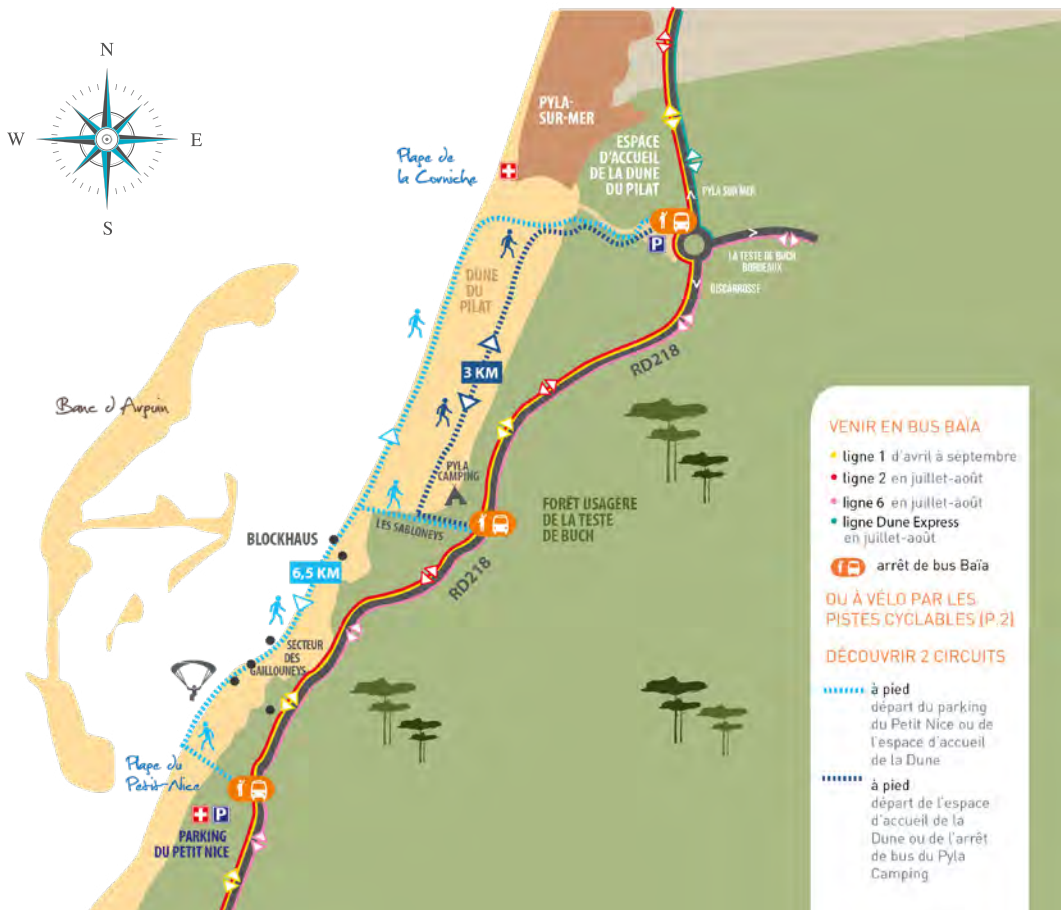 N
W
E
S
PYLA-
SUR-MER
ESPACE
D'ACCUEIL
DE LA DUNE
DU PILAT
Plage de
la Corniche
PYLA SUR MER
P
LA TESTE DE BUCH
BORDEAUX
BISCARROSSE
DUNE
DU
PILAT
3 KM
RD218
Banc d'Arguin
PYLA
CAMPING
LES SABLONEYS
FORÊT USAGÈRE
DE LA TESTE
DE BUCH
BLOCKHAUS
6,5 KM
RD218
SECTEUR
DES
GAILLOUNEYS
Plage du
Petit-Nice
P
PARKING
DU PETIT NICE
VENIR EN BUS BAÏA
ligne 1 d'avril à septembre
ligne 2 en juillet-août
ligne 6 en juillet-août
ligne Dune Express
en juillet-août
arrêt de bus Baïa
OU À VÉLO PAR LES
PISTES CYCLABLES (P.2)
DÉCOUVRIR 2 CIRCUITS
à pied
départ du parking
du Petit Nice ou de
l'espace d'accueil
de la Dune
à pied
départ de l'espace
d'accueil de la
Dune ou de l'arrêt
de bus du Pyla
Camping